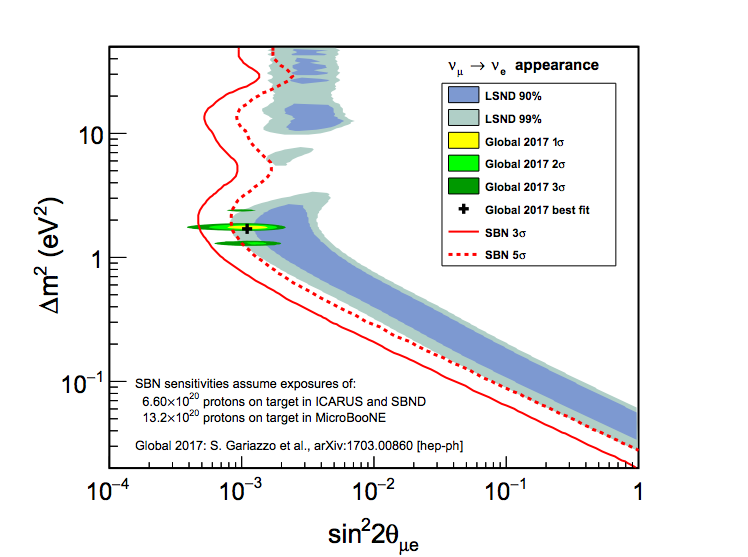 ν_μ → ν_e appearance
LSND 90%
LSND 99%
Global 2017 1σ
Global 2017 2σ
Global 2017 3σ
Global 2017 best fit
SBN 3σ
SBN 5σ
10
1
10⁻¹
Δm² (eV²)
SBN sensitivities assume exposures of:
6.60×10²⁰ protons on target in ICARUS and SBND
13.2×10²⁰ protons on target in MicroBooNE
Global 2017: S. Gariazzo et al., arXiv:1703.00860 [hep-ph]
10⁻⁴ 10⁻³ 10⁻² 10⁻¹ 1
sin²2θ_μe